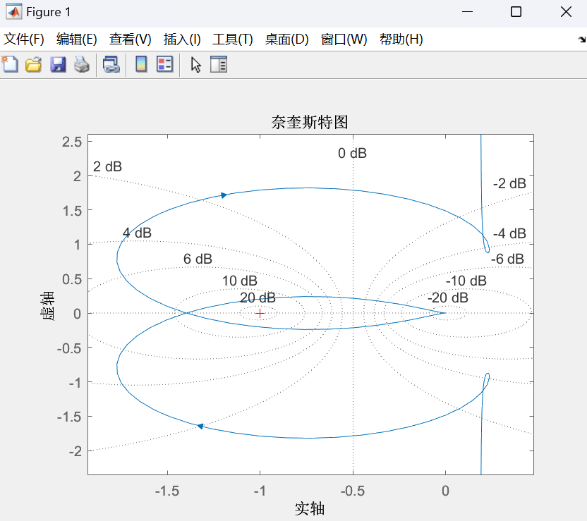 Figure 1
文件(F) 编辑(E) 查看(V) 插入(I) 工具(T) 桌面(D) 窗口(W) 帮助(H)
奈奎斯特图
2.5
2
1.5
1
0.5
0
-0.5
-1
-1.5
-2
虚轴
0 dB
2 dB
-2 dB
4 dB
-4 dB
6 dB
-6 dB
10 dB
-10 dB
20 dB
-20 dB
-1.5 -1 -0.5 0
实轴